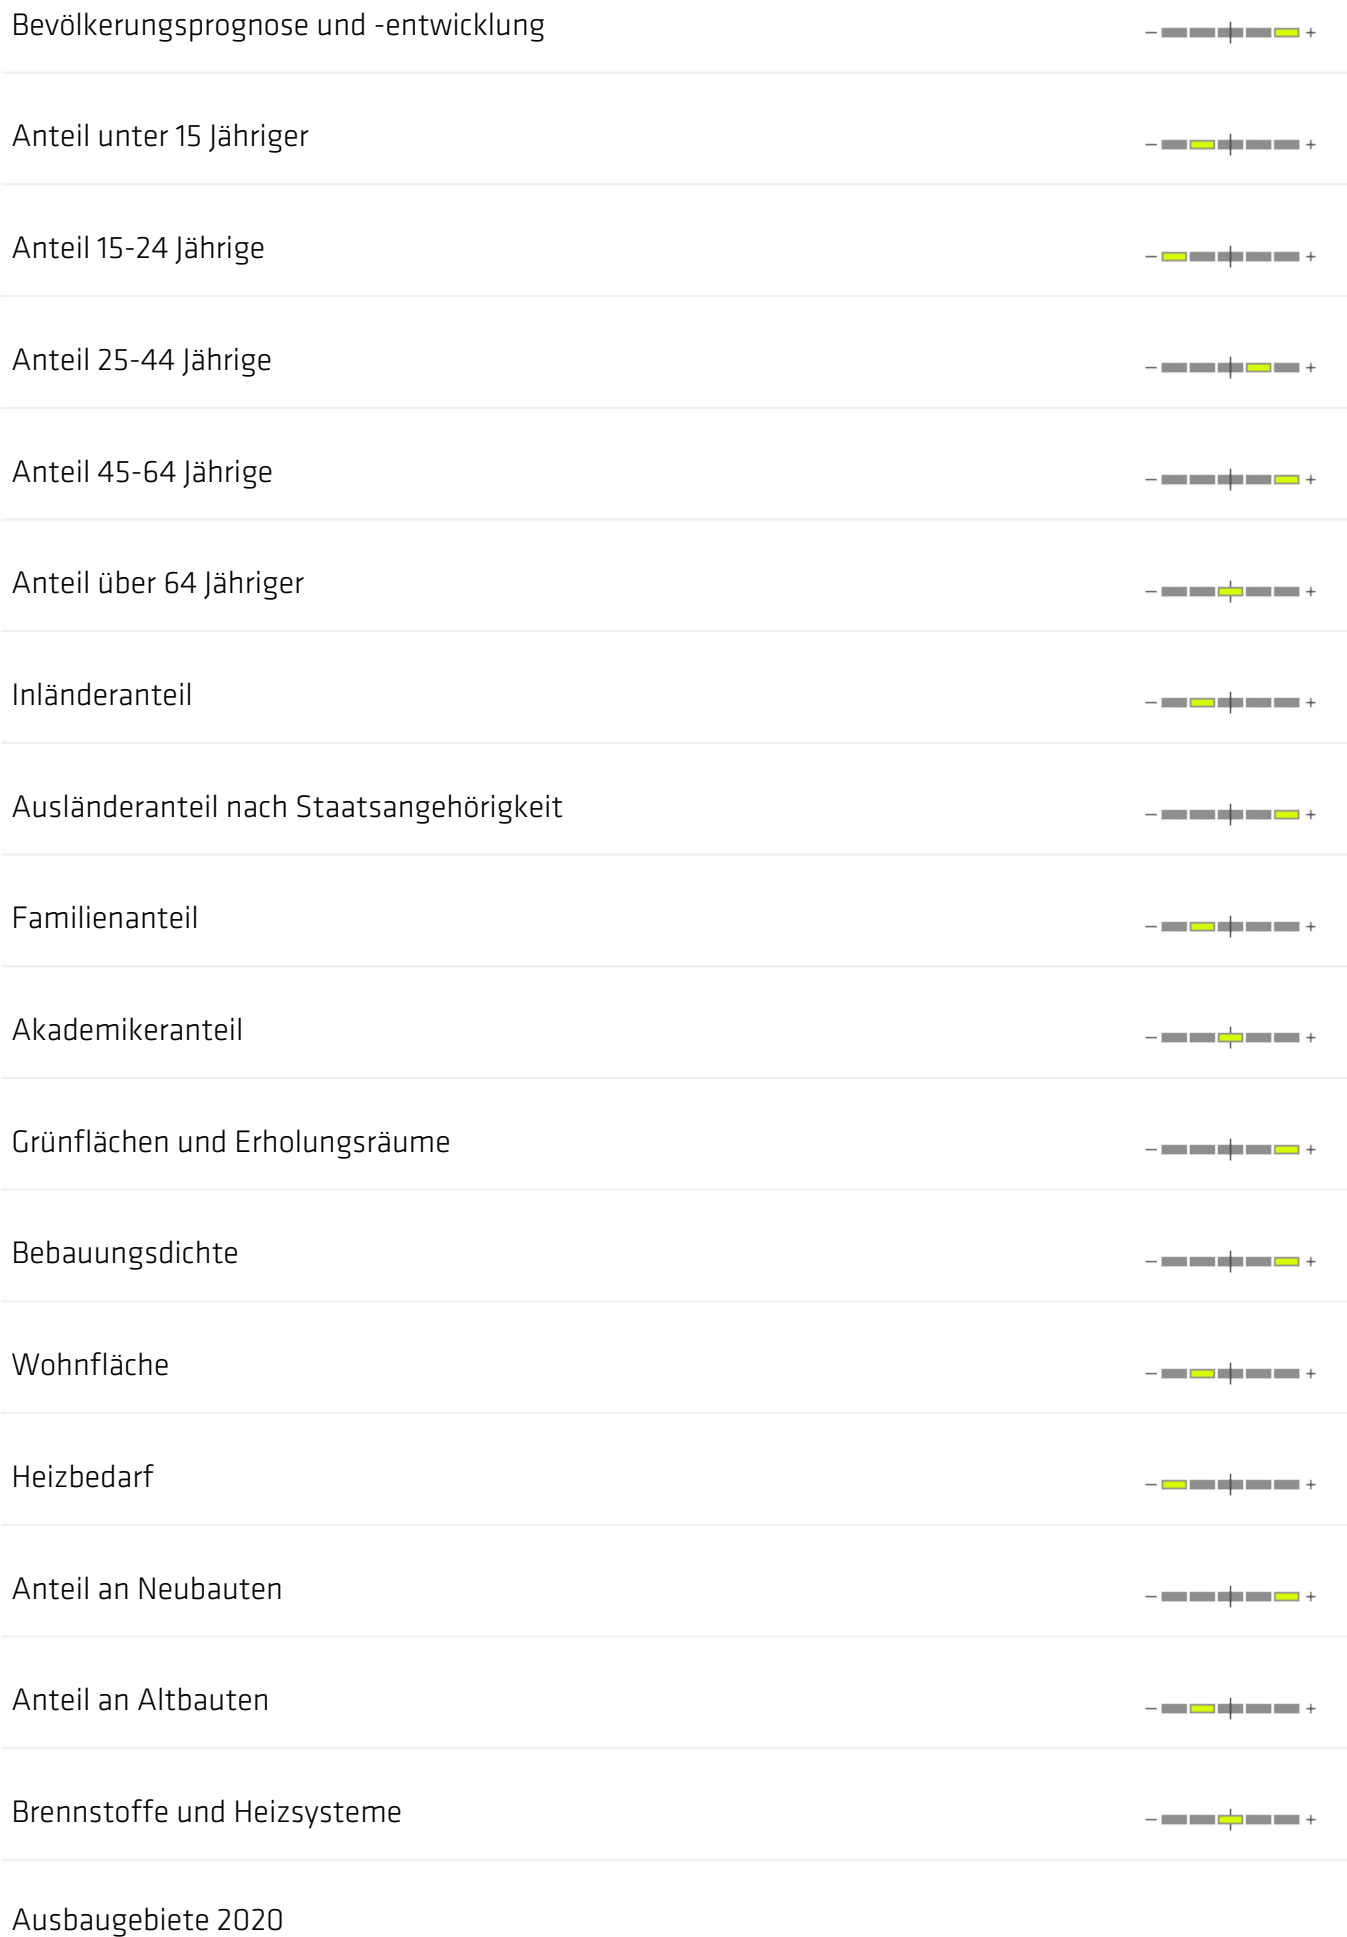 Bevölkerungsprognose und -entwicklung – +
Anteil unter 15 Jähriger – +
Anteil 15-24 Jährige – +
Anteil 25-44 Jährige – +
Anteil 45-64 Jährige – +
Anteil über 64 Jähriger – +
Inländeranteil – +
Ausländeranteil nach Staatsangehörigkeit – +
Familienanteil – +
Akademikeranteil – +
Grünflächen und Erholungsräume – +
Bebauungsdichte – +
Wohnfläche – +
Heizbedarf – +
Anteil an Neubauten – +
Anteil an Altbauten – +
Brennstoffe und Heizsysteme – +
Ausbaugebiete 2020